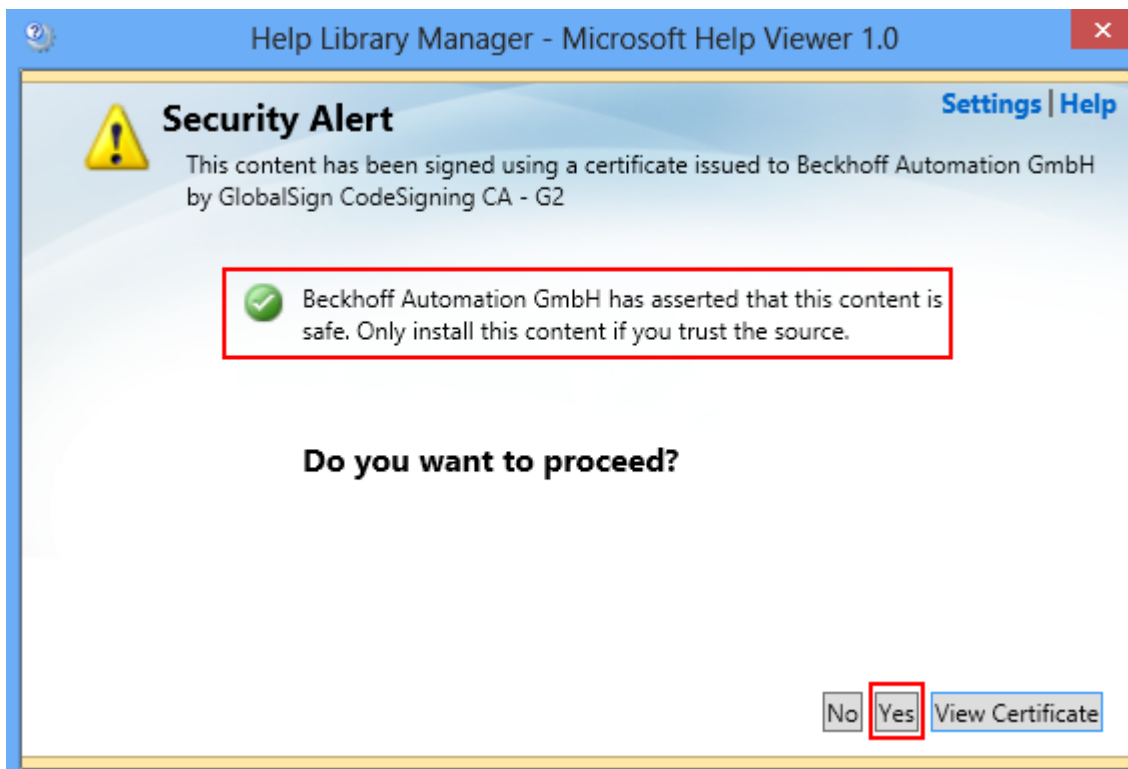 Help Library Manager - Microsoft Help Viewer 1.0
Settings | Help
Security Alert
This content has been signed using a certificate issued to Beckhoff Automation GmbH
by GlobalSign CodeSigning CA - G2
Beckhoff Automation GmbH has asserted that this content is
safe. Only install this content if you trust the source.
Do you want to proceed?
No Yes View Certificate